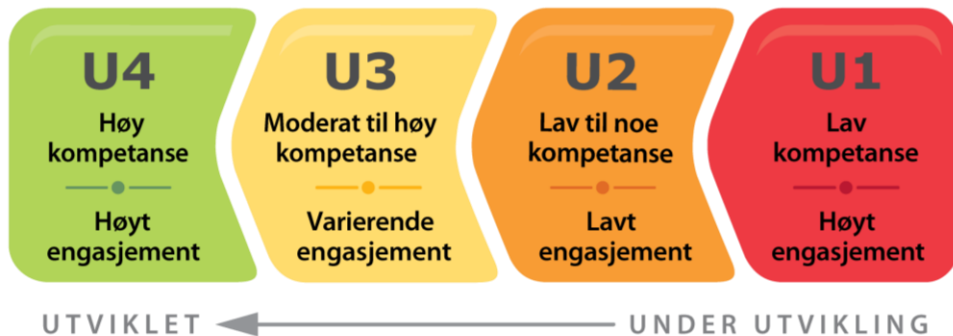 U4
Høy
kompetanse
Høyt
engasjement
U3
Moderat til høy
kompetanse
Varierende
engasjement
U2
Lav til noe
kompetanse
Lavt
engasjement
U1
Lav
kompetanse
Høyt
engasjement
UTVIKLET
UNDER UTVIKLING